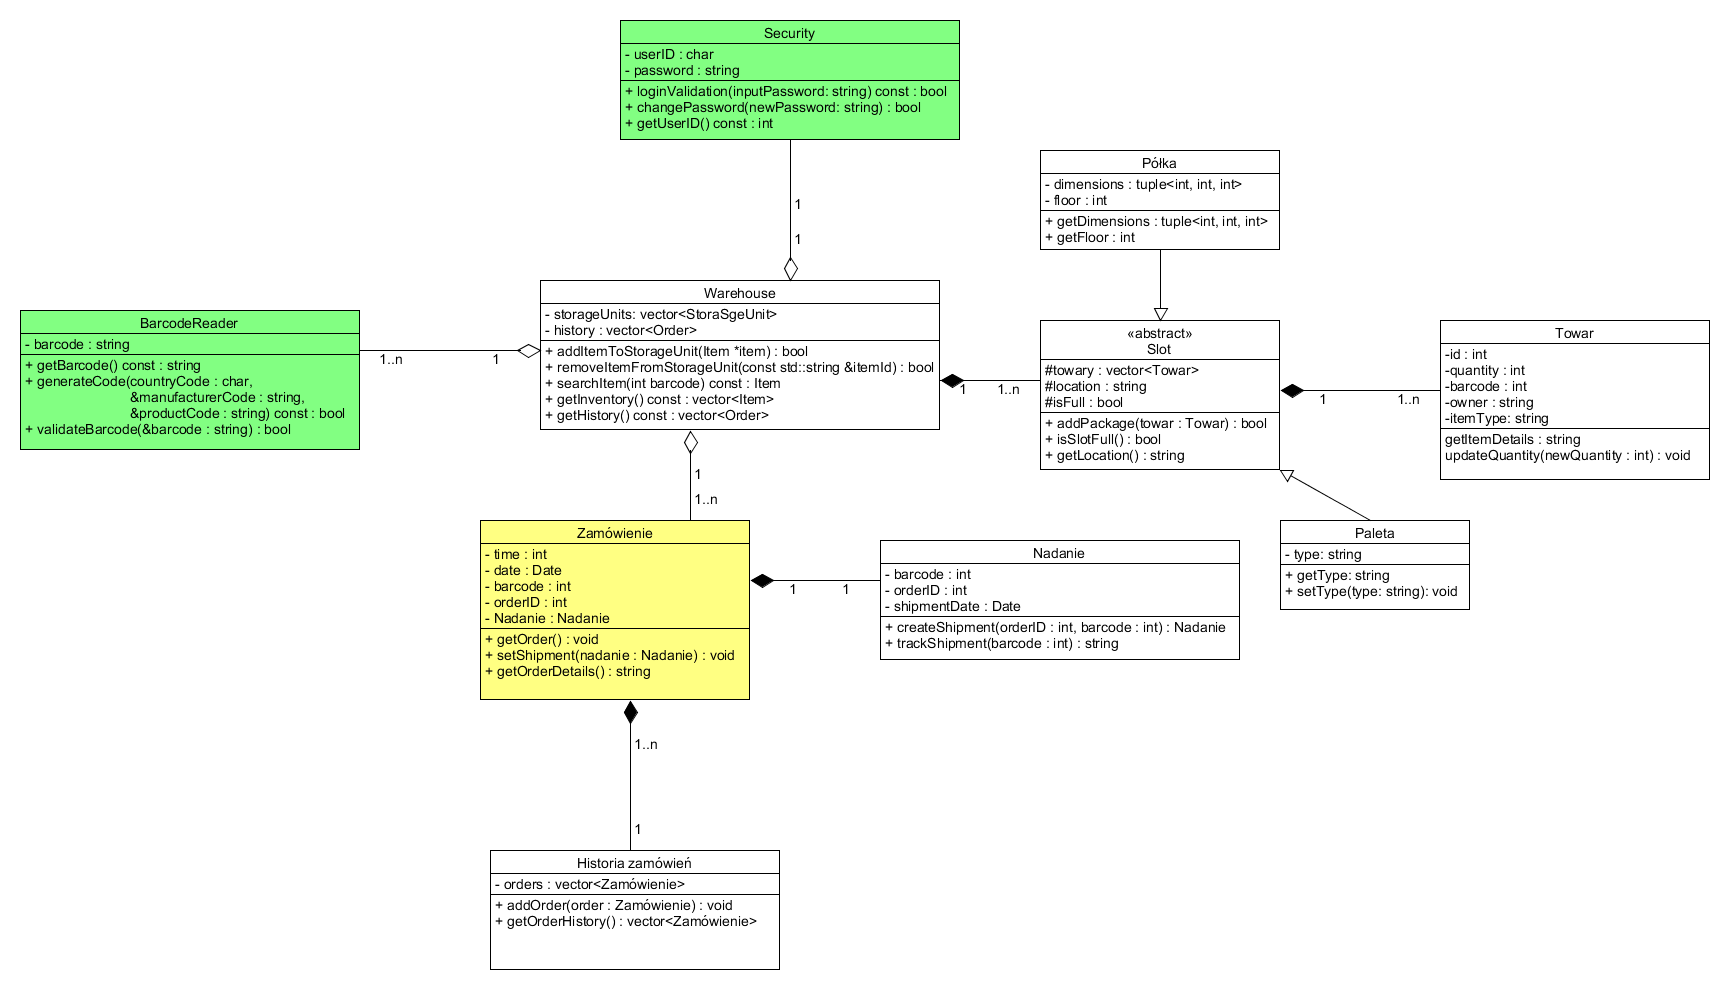 Security
- userID : char
- password : string
+ loginValidation(inputPassword: string) const : bool
+ changePassword(newPassword: string) : bool
+ getUserID() const : int
1
1
Półka
- dimensions : tuple<int, int, int>
- floor : int
+ getDimensions : tuple<int, int, int>
+ getFloor : int
BarcodeReader
- barcode : string
+ getBarcode() const : string
+ generateCode(countryCode : char,
&manufacturerCode : string,
&productCode : string) const : bool
+ validateBarcode(&barcode : string) : bool
1..n
1
Warehouse
- storageUnits: vector<StoraSgeUnit>
- history : vector<Order>
+ addItemToStorageUnit(Item *item) : bool
+ removeItemFromStorageUnit(const std::string &itemId) : bool
+ searchItem(int barcode) const : Item
+ getInventory() const : vector<Item>
+ getHistory() const : vector<Order>
1
1..n
«abstract»
Slot
#towary : vector<Towar>
#location : string
#isFull : bool
+ addPackage(towar : Towar) : bool
+ isSlotFull() : bool
+ getLocation() : string
1
1..n
Towar
-id : int
-quantity : int
-barcode : int
-owner : string
-itemType: string
getItemDetails : string
updateQuantity(newQuantity : int) : void
1
1..n
Zamówienie
- time : int
- date : Date
- barcode : int
- orderID : int
- Nadanie : Nadanie
+ getOrder() : void
+ setShipment(nadanie : Nadanie) : void
+ getOrderDetails() : string
1
1
Nadanie
- barcode : int
- orderID : int
- shipmentDate : Date
+ createShipment(orderID : int, barcode : int) : Nadanie
+ trackShipment(barcode : int) : string
Paleta
- type: string
+ getType: string
+ setType(type: string): void
1..n
1
Historia zamówień
- orders : vector<Zamówienie>
+ addOrder(order : Zamówienie) : void
+ getOrderHistory() : vector<Zamówienie>